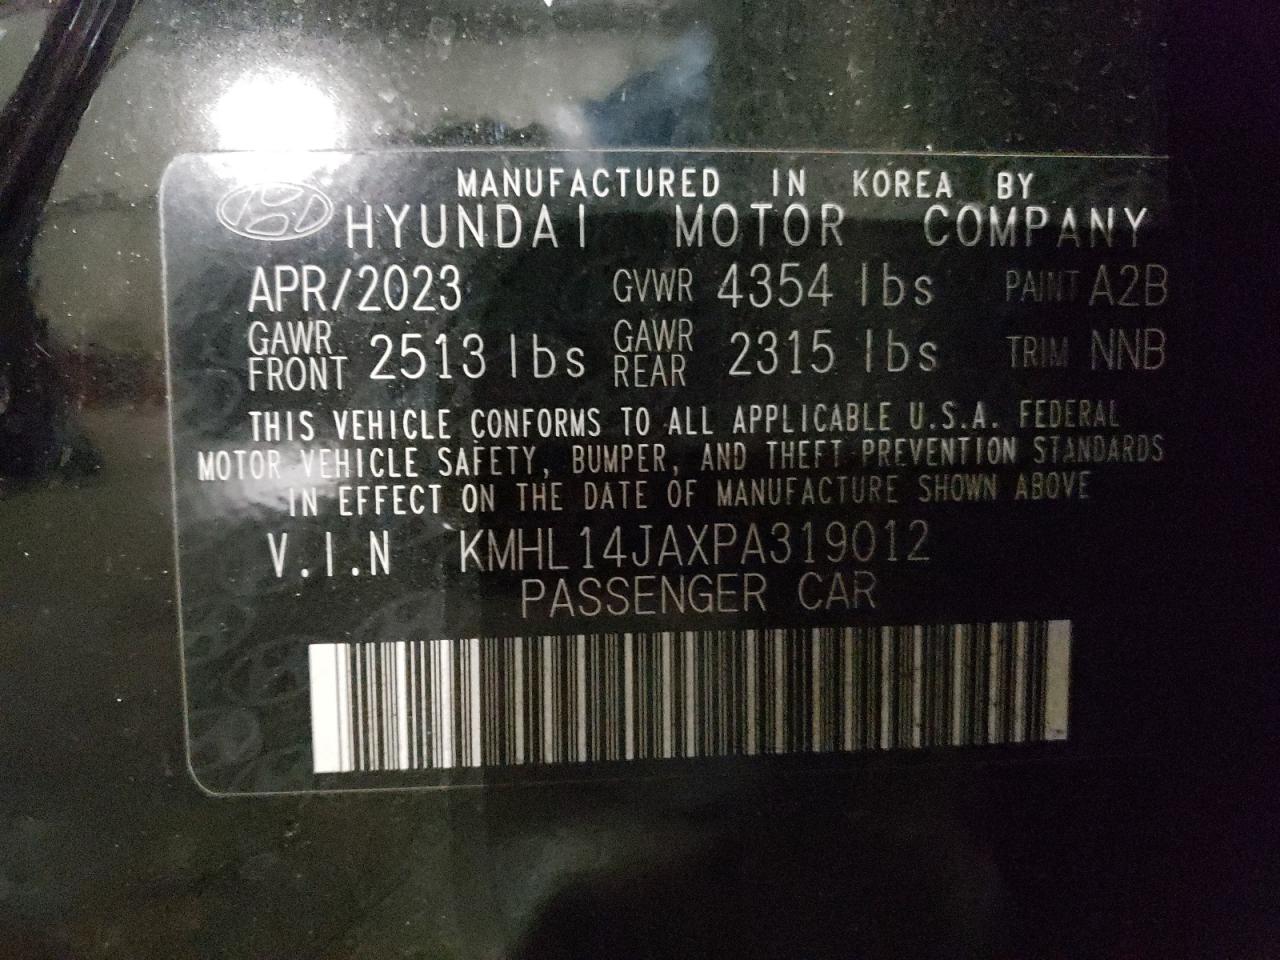 MANUFACTURED IN KOREA BY
HYUNDAI MOTOR COMPANY
APR/2023 GVWR 4354 lbs PAINT A2B
GAWR FRONT 2513 lbs GAWR REAR 2315 lbs TRIM NNB
THIS VEHICLE CONFORMS TO ALL APPLICABLE U.S.A. FEDERAL
MOTOR VEHICLE SAFETY, BUMPER, AND THEFT PREVENTION STANDARDS
IN EFFECT ON THE DATE OF MANUFACTURE SHOWN ABOVE
V.I.N KMHL14JAXPA319012
PASSENGER CAR